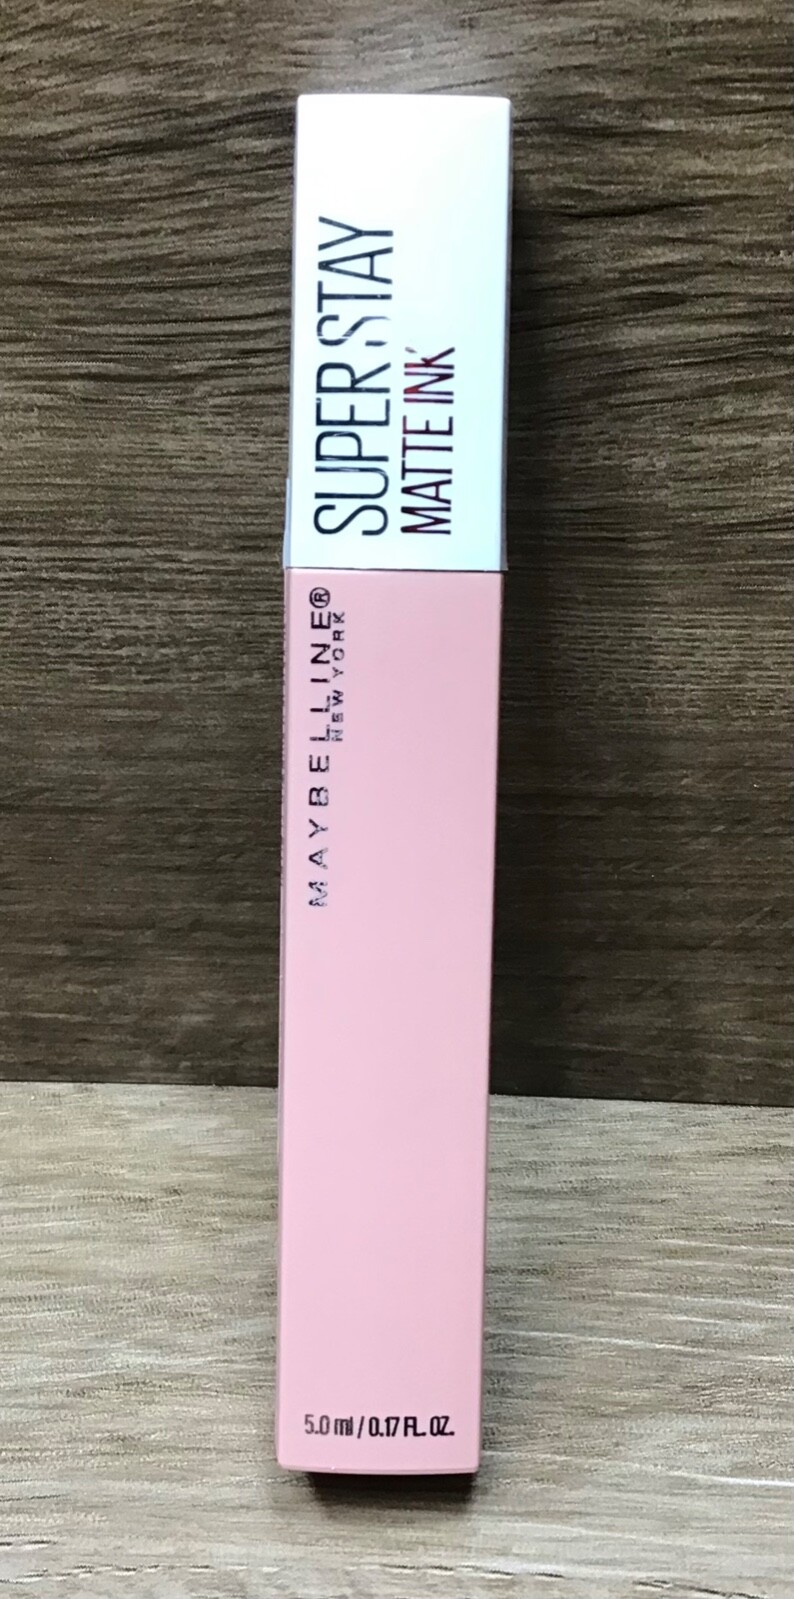 SUPER STAY
MATTE INK
MAYBELLINE®
NEW YORK
5.0 ml / 0.17 FL. OZ.